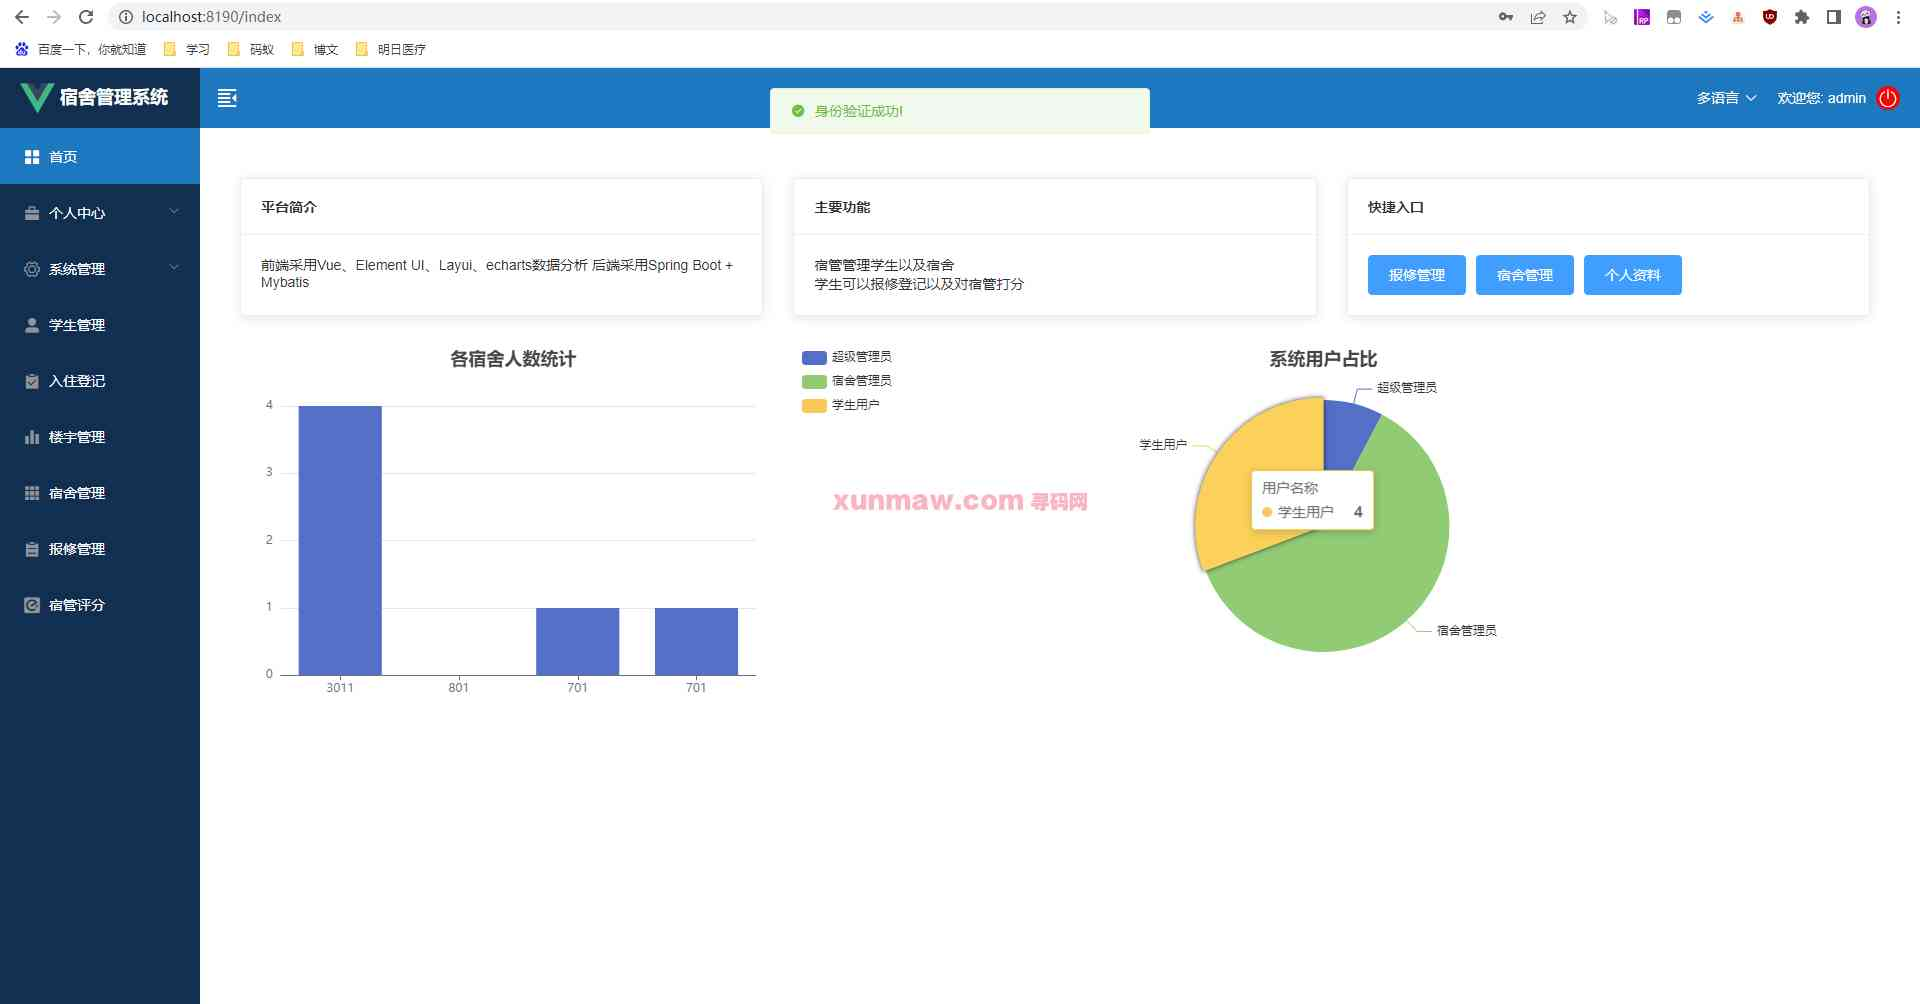 localhost:8190/index
百度一下，你就知道
学习
码蚁
博文
明日医疗
宿舍管理系统
身份验证成功!
多语言
欢迎您: admin
首页
个人中心
系统管理
学生管理
入住登记
楼宇管理
宿舍管理
报修管理
宿管评分
平台简介
前端采用Vue、Element UI、Layui、echarts数据分析 后端采用Spring Boot +
Mybatis
主要功能
宿管管理学生以及宿舍
学生可以报修登记以及对宿管打分
快捷入口
报修管理
宿舍管理
个人资料
各宿舍人数统计
4
3
2
1
0
3011
801
701
701
超级管理员
宿舍管理员
学生用户
系统用户占比
超级管理员
学生用户
用户名称
学生用户 4
宿舍管理员
xunmaw.com 寻码网